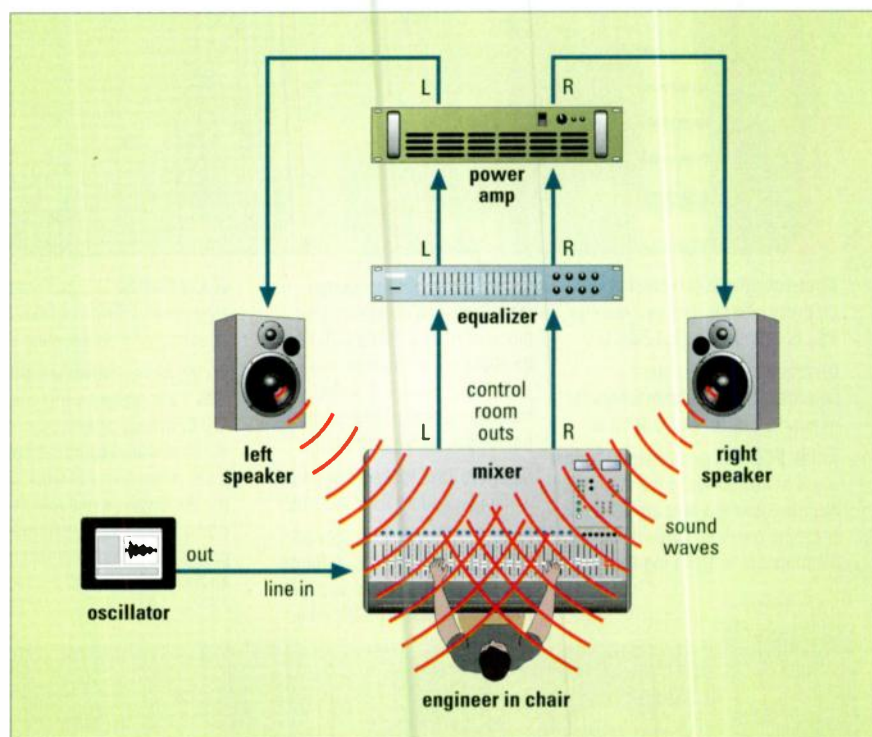 L
R
power
amp
L
R
equalizer
control
room
outs
L
R
left
speaker
mixer
right
speaker
sound
waves
out
line in
oscillator
engineer in chair